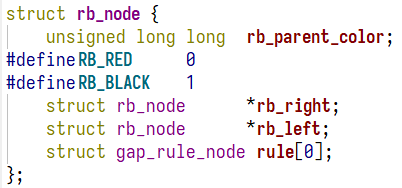 struct rb_node {
    unsigned long long  rb_parent_color;
#define RB_RED     0
#define RB_BLACK   1
    struct rb_node      *rb_right;
    struct rb_node      *rb_left;
    struct gap_rule_node rule[0];
};